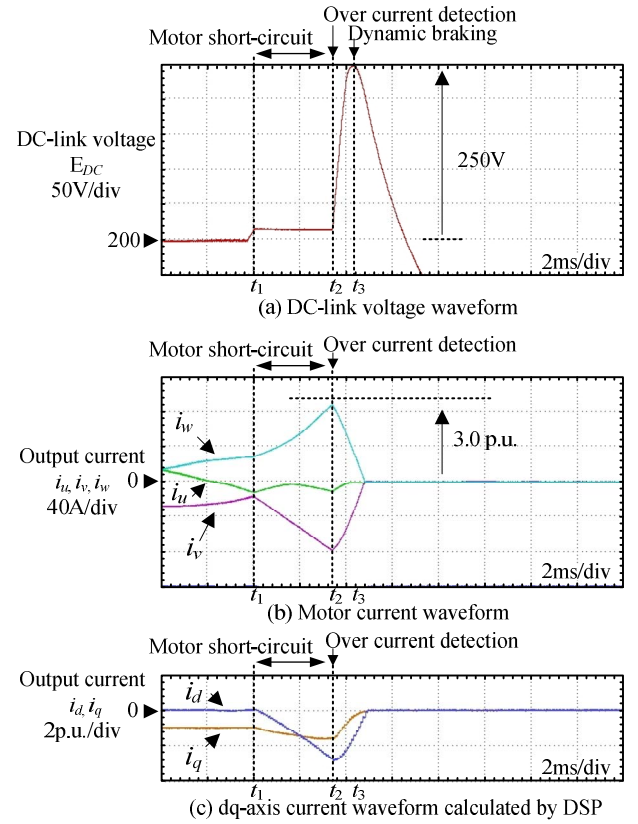 Over current detection
Motor short-circuit
Dynamic braking
DC-link voltage
E_DC
50V/div
250V
200
2ms/div
t1 t2 t3
(a) DC-link voltage waveform
Over current detection
Motor short-circuit
iw
3.0 p.u.
Output current
iu, iv, iw
40A/div
0
iu
iv
2ms/div
t1 t2 t3
(b) Motor current waveform
Over current detection
Motor short-circuit
Output current
id, iq
2p.u./div
0
id
iq
2ms/div
t1 t2 t3
(c) dq-axis current waveform calculated by DSP